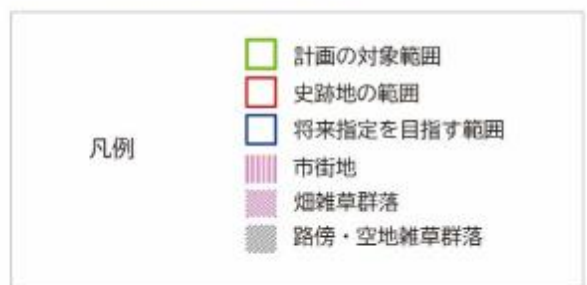 凡例
計画の対象範囲
史跡地の範囲
将来指定を目指す範囲
市街地
畑雑草群落
路傍・空地雑草群落